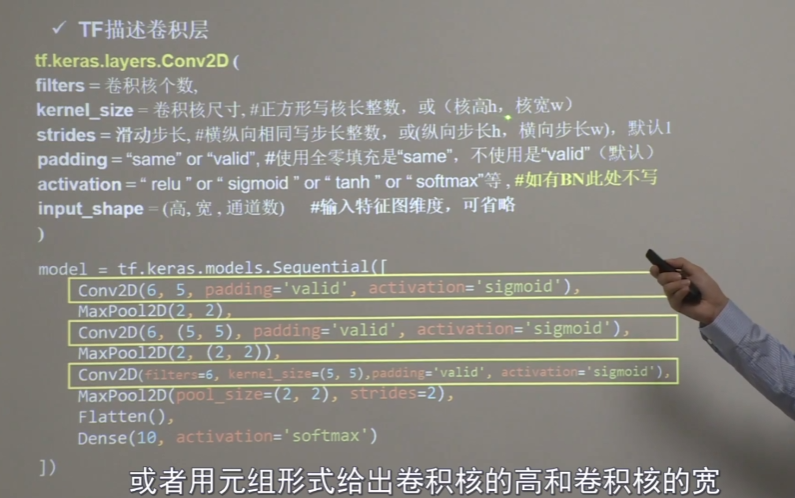 ✓ TF描述卷积层
tf.keras.layers.Conv2D (
filters = 卷积核个数,
kernel_size = 卷积核尺寸, #正方形写核长整数，或（核高h，核宽w）
strides = 滑动步长, #横纵向相同写步长整数，或(纵向步长h，横向步长w)，默认1
padding = “same” or “valid”, #使用全零填充是“same”，不使用是“valid”（默认）
activation = “ relu ” or “ sigmoid ” or “ tanh ” or “ softmax”等 , #如有BN此处不写
input_shape = (高, 宽 , 通道数) #输入特征图维度，可省略
)
model = tf.keras.models.Sequential([
Conv2D(6, 5, padding='valid', activation='sigmoid'),
MaxPool2D(2, 2),
Conv2D(6, (5, 5), padding='valid', activation='sigmoid'),
MaxPool2D(2, (2, 2)),
Conv2D(filters=6, kernel_size=(5, 5),padding='valid', activation='sigmoid'),
MaxPool2D(pool_size=(2, 2), strides=2),
Flatten(),
Dense(10, activation='softmax')
])
或者用元组形式给出卷积核的高和卷积核的宽